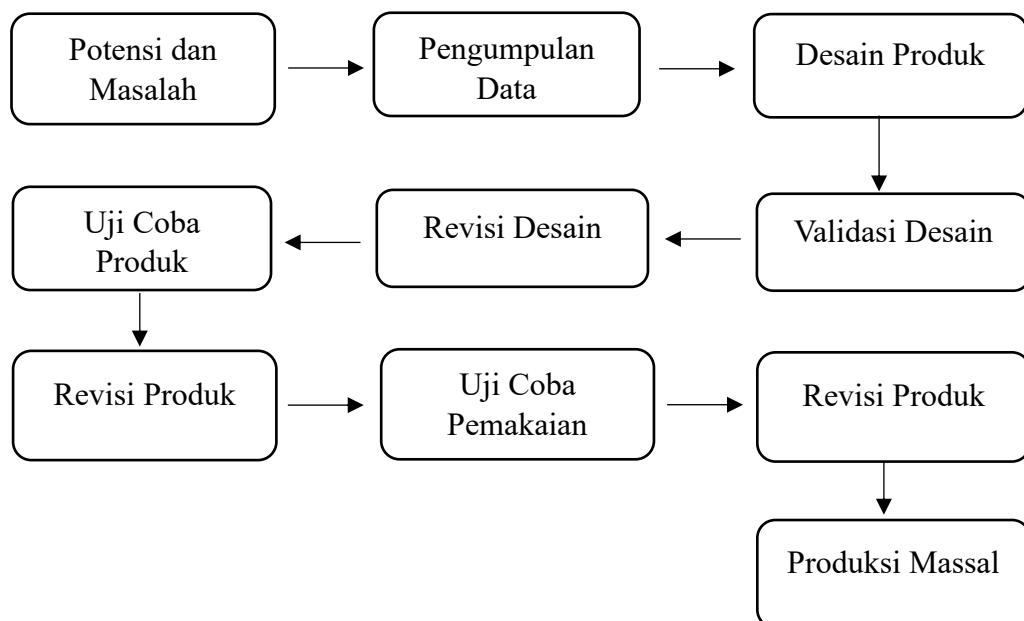 Potensi dan
Masalah
Pengumpulan
Data
Desain Produk
Validasi Desain
Revisi Desain
Uji Coba
Produk
Revisi Produk
Uji Coba
Pemakaian
Revisi Produk
Produksi Massal